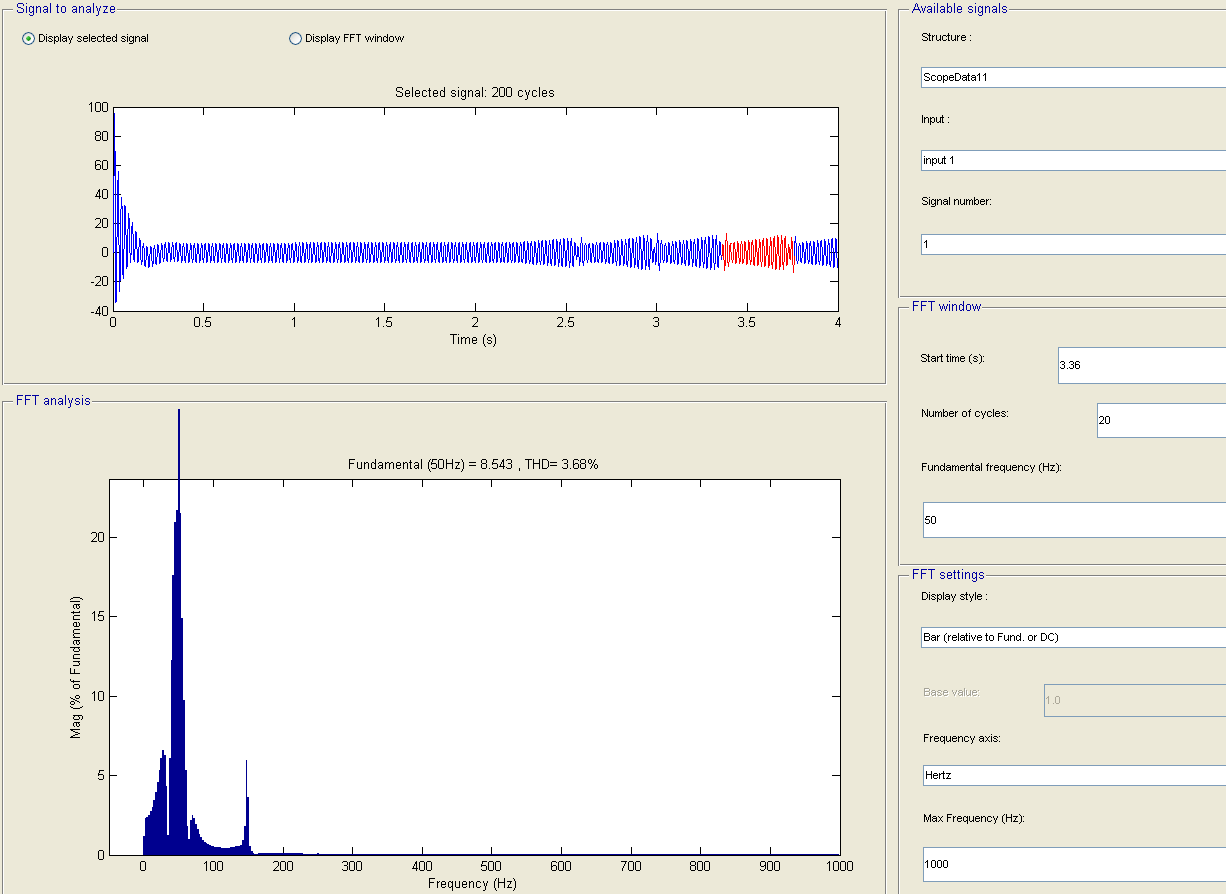 Signal to analyze
Display selected signal
Display FFT window
Selected signal: 200 cycles
100
80
60
40
20
0
-20
-40
0 0.5 1 1.5 2 2.5 3 3.5 4
Time (s)
FFT analysis
Fundamental (50Hz) = 8.543 , THD= 3.68%
20
15
10
5
0
Mag (% of Fundamental)
0 100 200 300 400 500 600 700 800 900 1000
Frequency (Hz)
Available signals
Structure :
ScopeData11
Input :
input 1
Signal number:
1
FFT window
Start time (s):
3.36
Number of cycles:
20
Fundamental frequency (Hz):
50
FFT settings
Display style :
Bar (relative to Fund. or DC)
Base value:
1.0
Frequency axis:
Hertz
Max Frequency (Hz):
1000